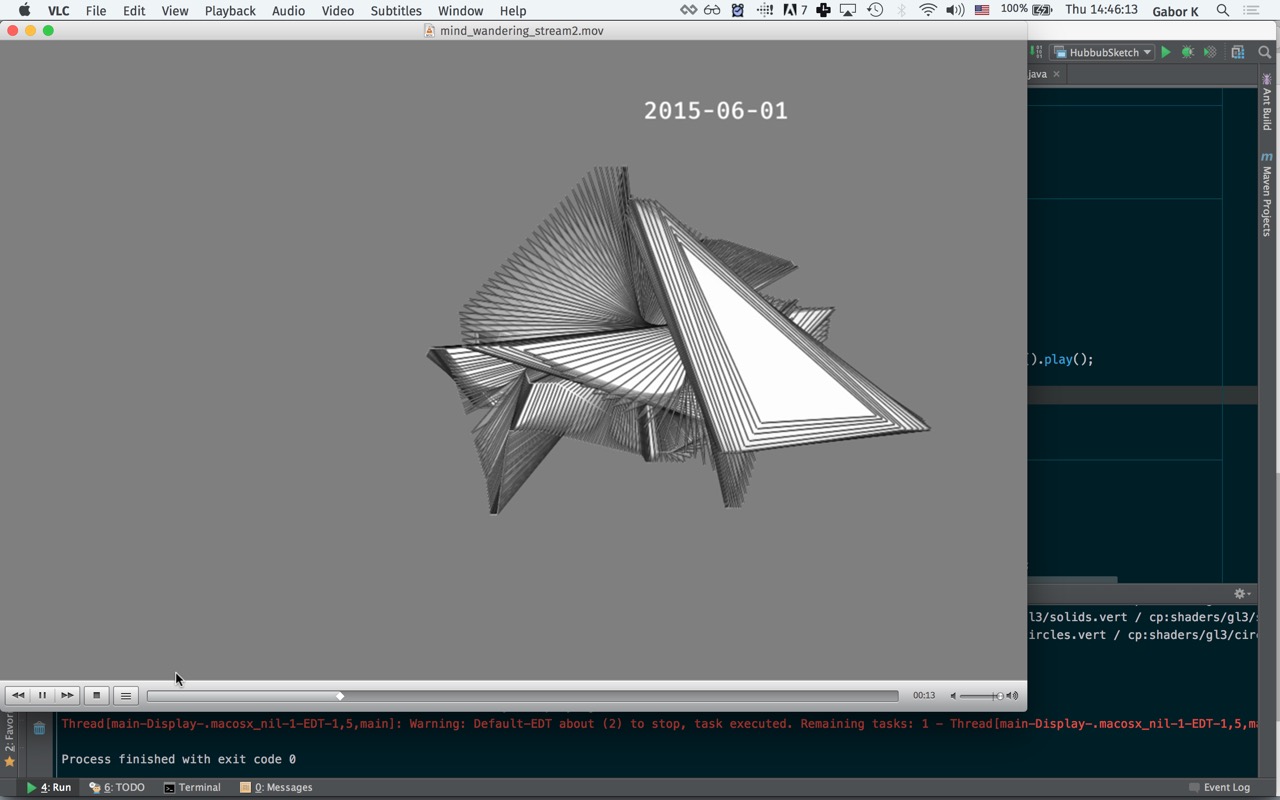 VLC File Edit View Playback Audio Video Subtitles Window Help 7 100% Thu 14:46:13 Gabor K
mind_wandering_stream2.mov
HubbubSketch
java
2015-06-01
Ant Build
Maven Projects
).play();
l3/solids.vert / cp:shaders/gl3/
ircles.vert / cp:shaders/gl3/cir
00:13
2: Favor
Thread[main-Display-.macosx_nil-1-EDT-1,5,main]: Warning: Default-EDT about (2) to stop, task executed. Remaining tasks: 1 - Thread[main-Display-.macosx_nil-1-EDT-1,5,ma
Process finished with exit code 0
4: Run 6: TODO Terminal 0: Messages Event Log